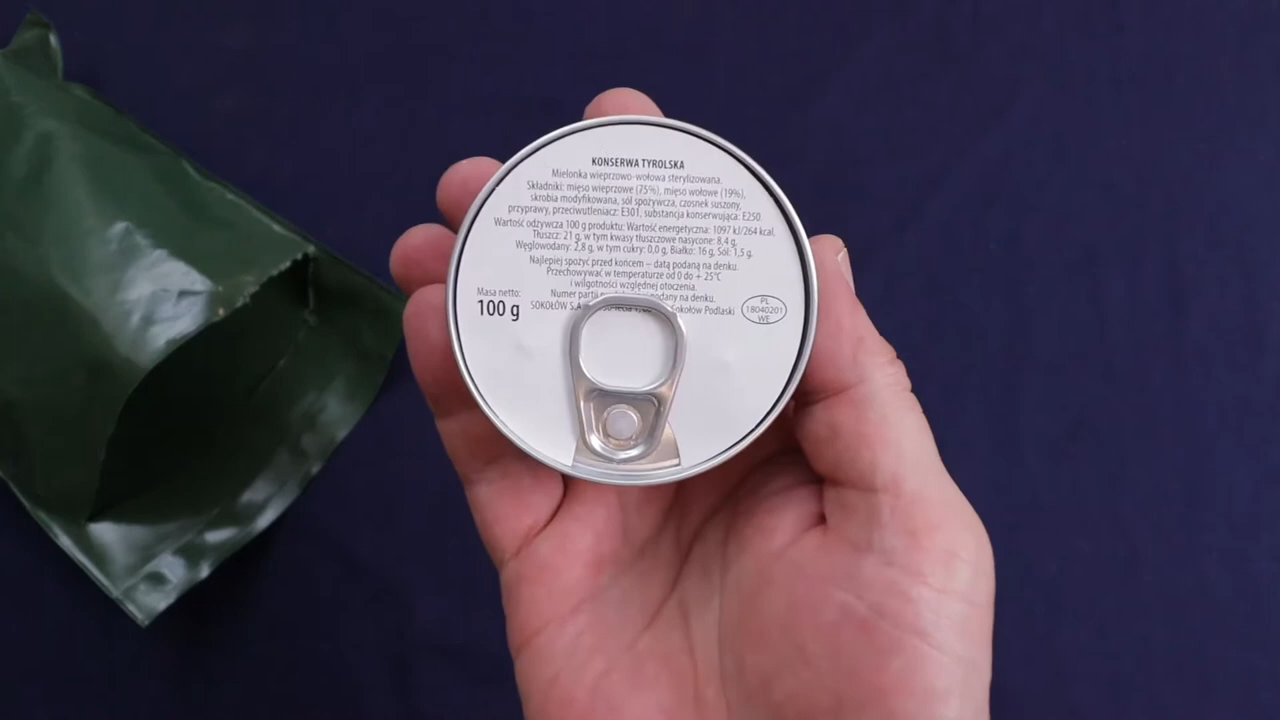 KONSERWA TYROLSKA
Mielonka wieprzowo-wołowa sterylizowana.
Składniki: mięso wieprzowe (75%), mięso wołowe (19%),
skrobia modyfikowana, sól spożywcza, czosnek suszony,
przyprawy, przeciwutleniacz: E301, substancja konserwująca: E250.
Wartość odżywcza 100 g produktu: Wartość energetyczna: 1097 kJ/264 kcal,
Tłuszcz: 21 g, w tym kwasy tłuszczowe nasycone: 8,4 g,
Węglowodany: 2,8 g, w tym cukry: 0,0 g, Białko: 16 g, Sól: 1,5 g.
Najlepiej spożyć przed końcem – datą podaną na denku.
Przechowywać w temperaturze od 0 do + 25°C
i wilgotności względnej otoczenia.
Numer partii podany na denku.
SOKOŁÓW S.A. Sokołów Podlaski
Masa netto:
100 g
PL
18040201
WE